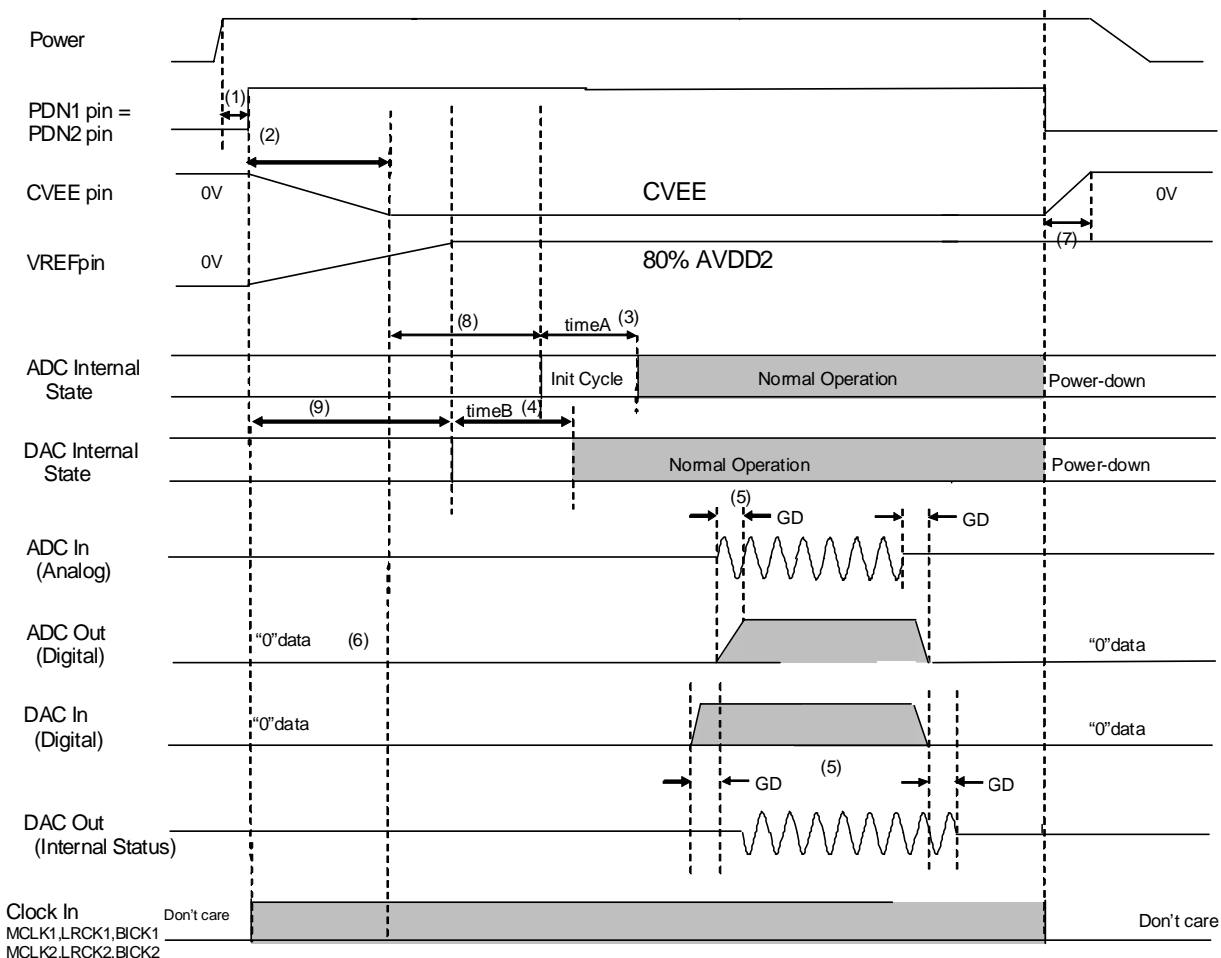 Power
(1)
PDN1 pin =
PDN2 pin
(2)
CVEE pin
0V
CVEE
0V
(7)
VREFpin
0V
80% AVDD2
(8)
timeA (3)
ADC Internal
State
Init Cycle
Normal Operation
Power-down
(9)
timeB (4)
DAC Internal
State
Normal Operation
Power-down
(5)
GD
GD
ADC In
(Analog)
ADC Out
(Digital)
“0”data
(6)
“0”data
DAC In
(Digital)
“0”data
“0”data
(5)
GD
GD
DAC Out
(Internal Status)
Clock In
Don’t care
Don’t care
MCLK1,LRCK1,BICK1
MCLK2.LRCK2.BICK2